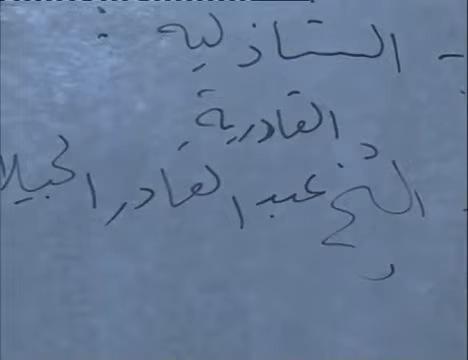 - الشاذلية :
القادرية
الشيخ عبد القادر الجيلا